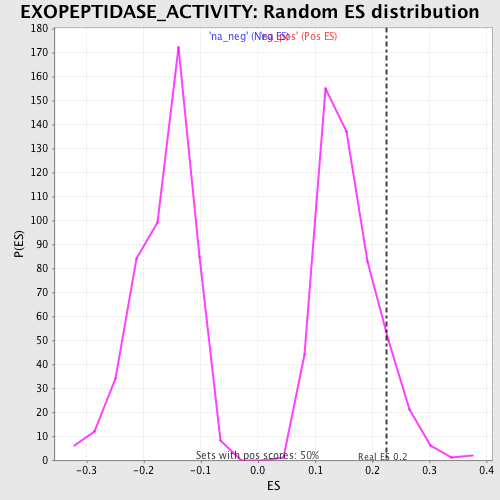 EXOPEPTIDASE_ACTIVITY: Random ES distribution
'na_neg' (Neg ES) 'na_pos' (Pos ES)
180
170
160
150
140
130
120
110
100
90
80
70
60
50
40
30
20
10
0
P(ES)
Sets with pos scores: 50%
Real ES 0.2
-0.3 -0.2 -0.1 0.0 0.1 0.2 0.3 0.4
ES